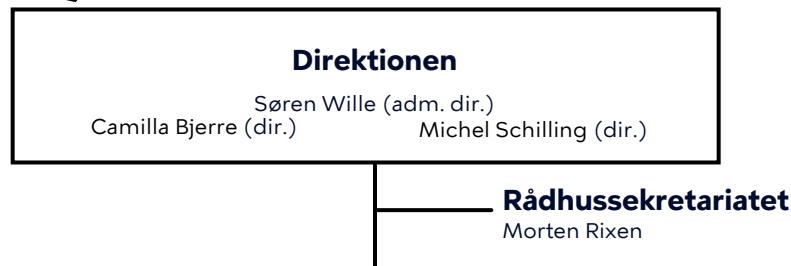 Direktionen
Søren Wille (adm. dir.)
Camilla Bjerre (dir.) Michel Schilling (dir.)
Rådhussekretariatet
Morten Rixen